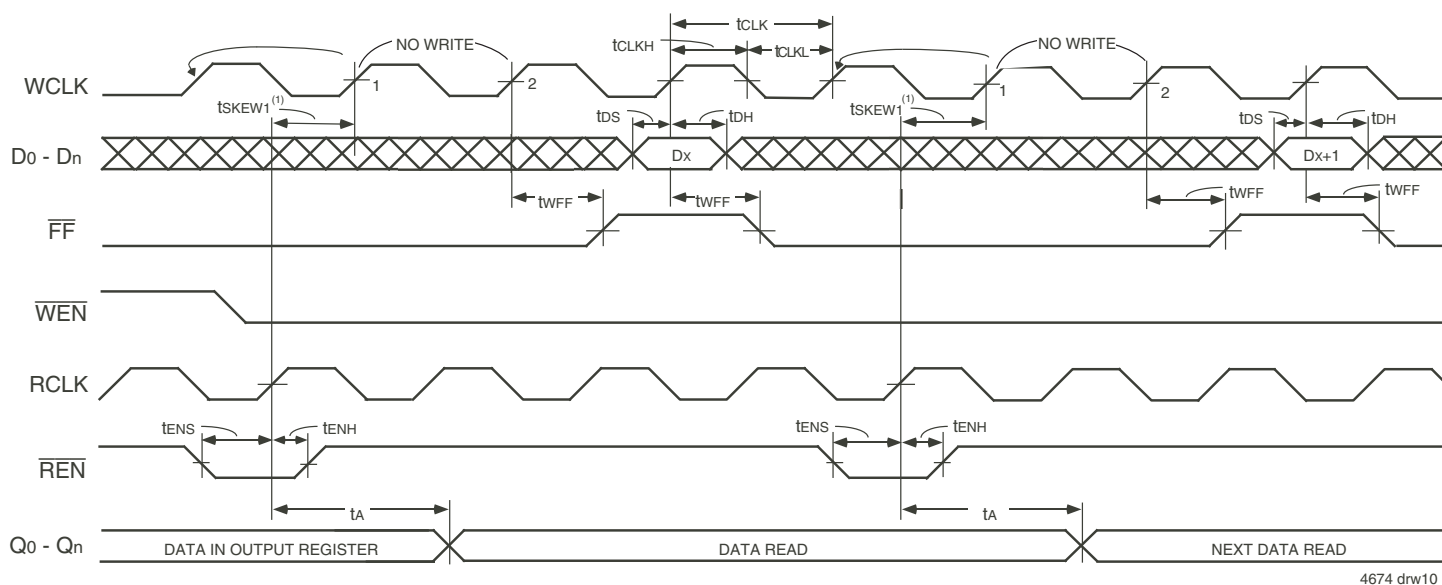 tCLK
NO WRITE tCLKH tCLKL NO WRITE
WCLK 1 2 1 2
tSKEW1(1) tDS tDH tSKEW1(1) tDS tDH
D0 - Dn Dx Dx+1
tWFF tWFF tWFF tWFF
FF
WEN
RCLK
tENS tENH tENS tENH
REN
tA tA
Q0 - Qn DATA IN OUTPUT REGISTER DATA READ NEXT DATA READ
4674 drw10